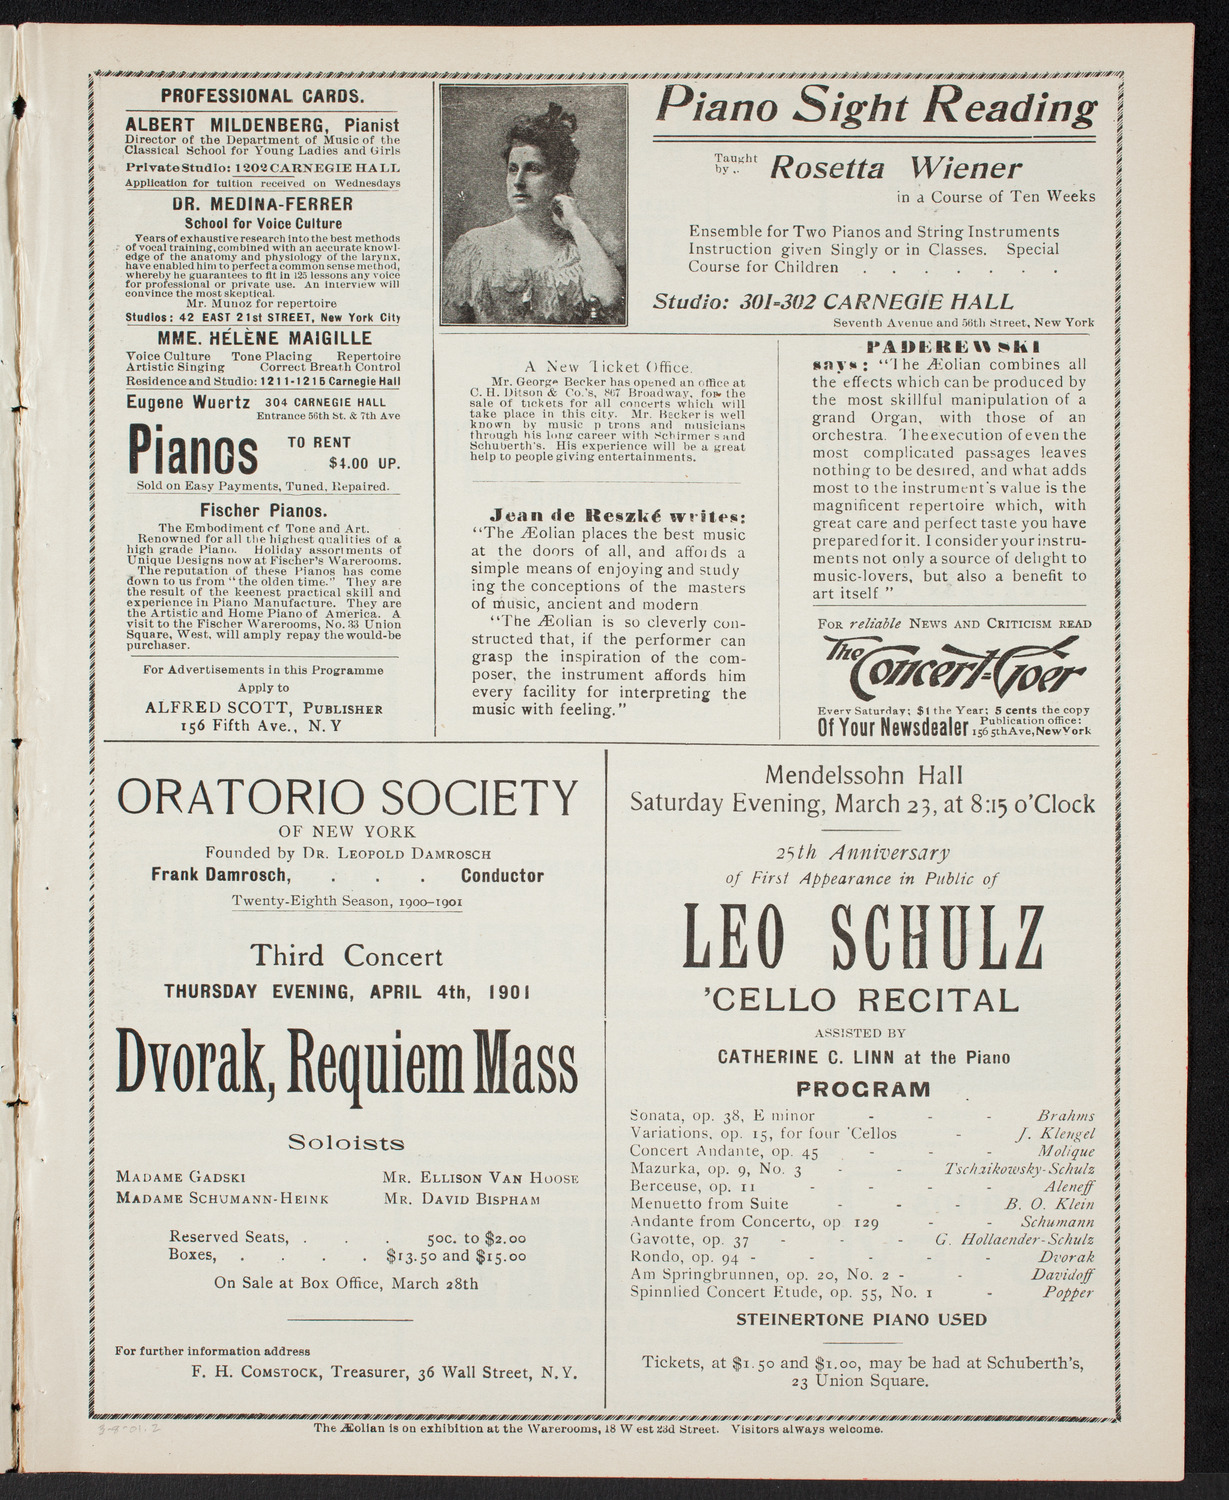 PROFESSIONAL CARDS.
ALBERT MILDENBERG, Pianist
Director of the Department of Music of the
Classical School for Young Ladies and Girls
Private Studio: 1202 CARNEGIE HALL
Application for tuition received on Wednesdays
DR. MEDINA-FERRER
School for Voice Culture
Years of exhaustive research into the best methods
of vocal training, combined with an accurate knowl-
edge of the anatomy and physiology of the larynx,
have enabled him to perfect a common sense method,
whereby he guarantees to fit in 125 lessons any voice
for professional or private use. An interview will
convince the most skeptical.
Mr. Munoz for repertoire
Studios: 42 EAST 21st STREET, New York City
MME. HÉLÈNE MAIGILLE
Voice Culture Tone Placing Repertoire
Artistic Singing Correct Breath Control
Residence and Studio: 1211-1215 Carnegie Hall
Eugene Wuertz 304 CARNEGIE HALL
Entrance 56th St. & 7th Ave
Pianos TO RENT
$4.00 UP.
Sold on Easy Payments, Tuned, Repaired.
Fischer Pianos.
The Embodiment of Tone and Art.
Renowned for all the highest qualities of a
high grade Piano. Holiday assortments of
Unique Designs now at Fischer's Warerooms.
The reputation of these Pianos has come
down to us from "the olden time." They are
the result of the keenest practical skill and
experience in Piano Manufacture. They are
the Artistic and Home Piano of America. A
visit to the Fischer Warerooms, No. 33 Union
Square, West, will amply repay the would-be
purchaser.
For Advertisements in this Programme
Apply to
ALFRED SCOTT, PUBLISHER
156 Fifth Ave., N. Y
Piano Sight Reading
Taught
by .. Rosetta Wiener
in a Course of Ten Weeks
Ensemble for Two Pianos and String Instruments
Instruction given Singly or in Classes. Special
Course for Children . . . . . . .
Studio: 301=302 CARNEGIE HALL
Seventh Avenue and 56th Street, New York
A New Ticket Office.
Mr. George Becker has opened an office at
C. H. Ditson & Co.'s, 867 Broadway, for the
sale of tickets for all concerts which will
take place in this city. Mr. Becker is well
known by music p trons and musicians
through his long career with Schirmer s and
Schuberth's. His experience will be a great
help to people giving entertainments.
Jean de Reszké writes:
"The Æolian places the best music
at the doors of all, and affords a
simple means of enjoying and study
ing the conceptions of the masters
of music, ancient and modern
"The Æolian is so cleverly con-
structed that, if the performer can
grasp the inspiration of the com-
poser, the instrument affords him
every facility for interpreting the
music with feeling."
PADEREWSKI
says: "The Æolian combines all
the effects which can be produced by
the most skillful manipulation of a
grand Organ, with those of an
orchestra. The execution of even the
most complicated passages leaves
nothing to be desired, and what adds
most to the instrument's value is the
magnificent repertoire which, with
great care and perfect taste you have
prepared for it. I consider your instru-
ments not only a source of delight to
music-lovers, but also a benefit to
art itself "
FOR reliable NEWS AND CRITICISM READ
The Concert=Goer
Every Saturday; $1 the Year; 5 cents the copy
Of Your Newsdealer Publication office:
156 5th Ave, New York
ORATORIO SOCIETY
OF NEW YORK
Founded by DR. LEOPOLD DAMROSCH
Frank Damrosch, . . . Conductor
Twenty-Eighth Season, 1900–1901
Third Concert
THURSDAY EVENING, APRIL 4th, 1901
Dvorak, Requiem Mass
Soloists
MADAME GADSKI MR. ELLISON VAN HOOSE
MADAME SCHUMANN-HEINK MR. DAVID BISPHAM
Reserved Seats, . . . 50c. to $2.00
Boxes, . . . . $13.50 and $15.00
On Sale at Box Office, March 28th
For further information address
F. H. COMSTOCK, Treasurer, 36 Wall Street, N.Y.
Mendelssohn Hall
Saturday Evening, March 23, at 8:15 o'Clock
25th Anniversary
of First Appearance in Public of
LEO SCHULZ
'CELLO RECITAL
ASSISTED BY
CATHERINE C. LINN at the Piano
PROGRAM
Sonata, op. 38, E minor - - - Brahms
Variations, op. 15, for four 'Cellos - J. Klengel
Concert Andante, op. 45 - - - Molique
Mazurka, op. 9, No. 3 - - Tschaikowsky-Schulz
Berceuse, op. 11 - - - - Aleneff
Menuetto from Suite - - - B. O. Klein
Andante from Concerto, op 129 - - Schumann
Gavotte, op. 37 - - - G. Hollaender-Schulz
Rondo, op. 94 - - - - - Dvorak
Am Springbrunnen, op. 20, No. 2 - - Davidoff
Spinnlied Concert Etude, op. 55, No. 1 - Popper
STEINERTONE PIANO USED
Tickets, at $1.50 and $1.00, may be had at Schuberth's,
23 Union Square.
The Æolian is on exhibition at the Warerooms, 18 West 23d Street. Visitors always welcome.
3-8-01:2